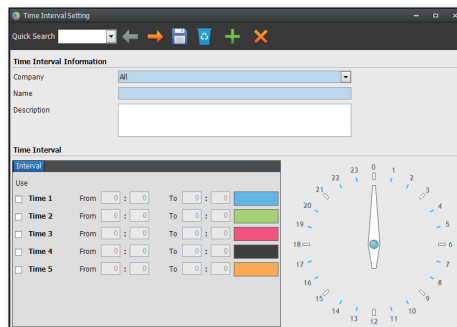 Time Interval Setting
Quick Search
Time Interval Information
Company All
Name
Description
Time Interval
Interval
Use
Time 1 From 0 : 0 To 0 : 0
Time 2 From 0 : 0 To 0 : 0
Time 3 From 0 : 0 To 0 : 0
Time 4 From 0 : 0 To 0 : 0
Time 5 From 0 : 0 To 0 : 0
0 1 2 3 4 5 6 7 8 9 10 11 12 13 14 15 16 17 18 19 20 21 22 23